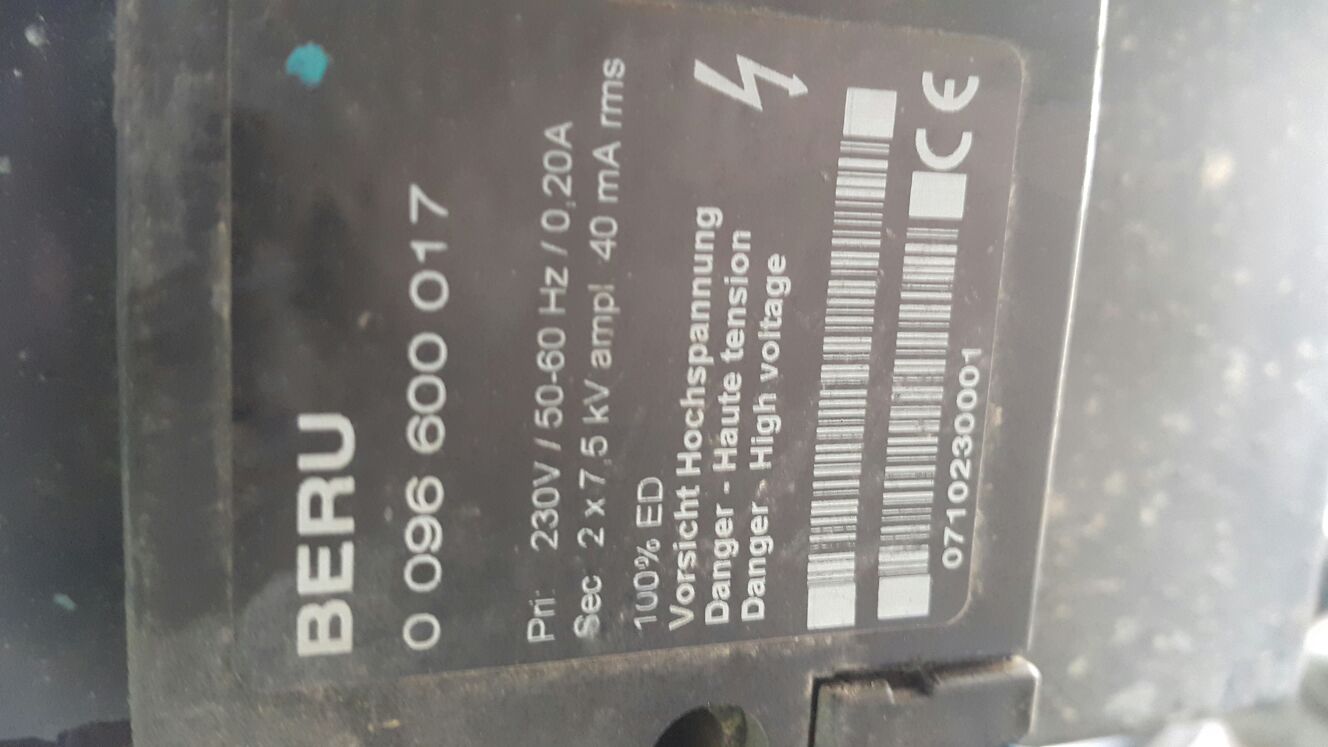 BERU
0 096 600 017
Pri: 230V / 50-60 Hz / 0,20A
Sec 2 x 7,5 kV ampl 40 mA rms
100% ED
Vorsicht Hochspannung
Danger - Haute tension
Danger - High voltage
CE
0710230001